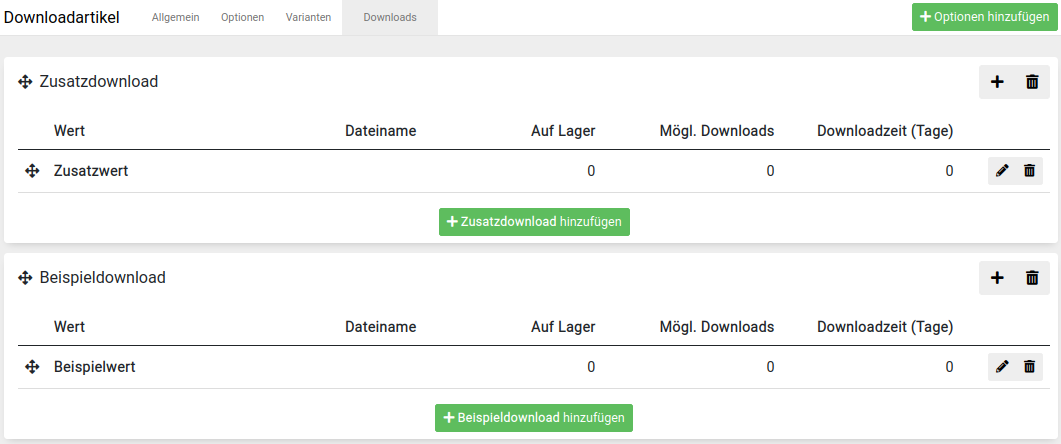 Downloadartikel Allgemein Optionen Varianten Downloads Optionen hinzufügen
Zusatzdownload
Wert Dateiname Auf Lager Mögl. Downloads Downloadzeit (Tage)
Zusatzwert 0 0 0
Zusatzdownload hinzufügen
Beispieldownload
Wert Dateiname Auf Lager Mögl. Downloads Downloadzeit (Tage)
Beispielwert 0 0 0
Beispieldownload hinzufügen